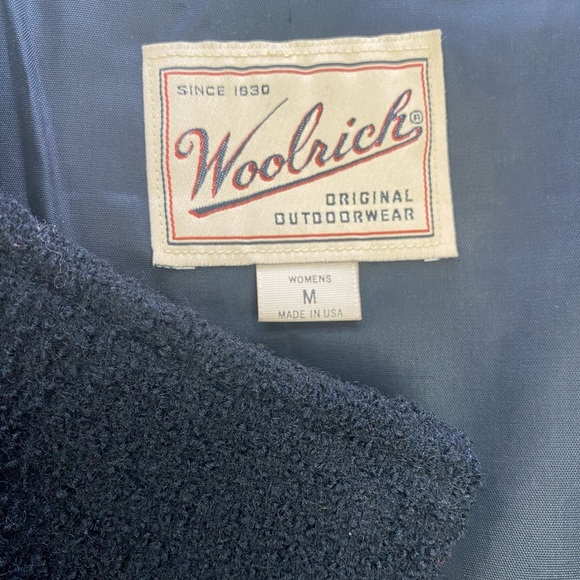 SINCE 1830
Woolrich®
ORIGINAL
OUTDOORWEAR
WOMENS
M
MADE IN USA